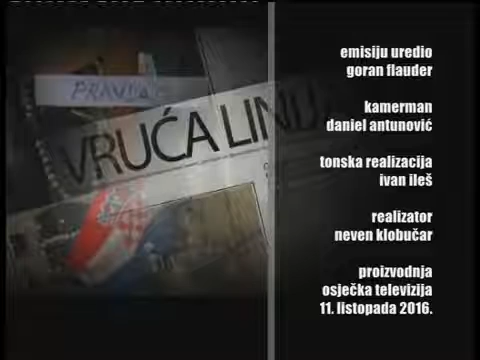 PRAVDA
VRUĆA LIN
emisiju uredio
goran flauder
kamerman
daniel antunović
tonska realizacija
ivan ileš
realizator
neven klobučar
proizvodnja
osječka televizija
11. listopada 2016.